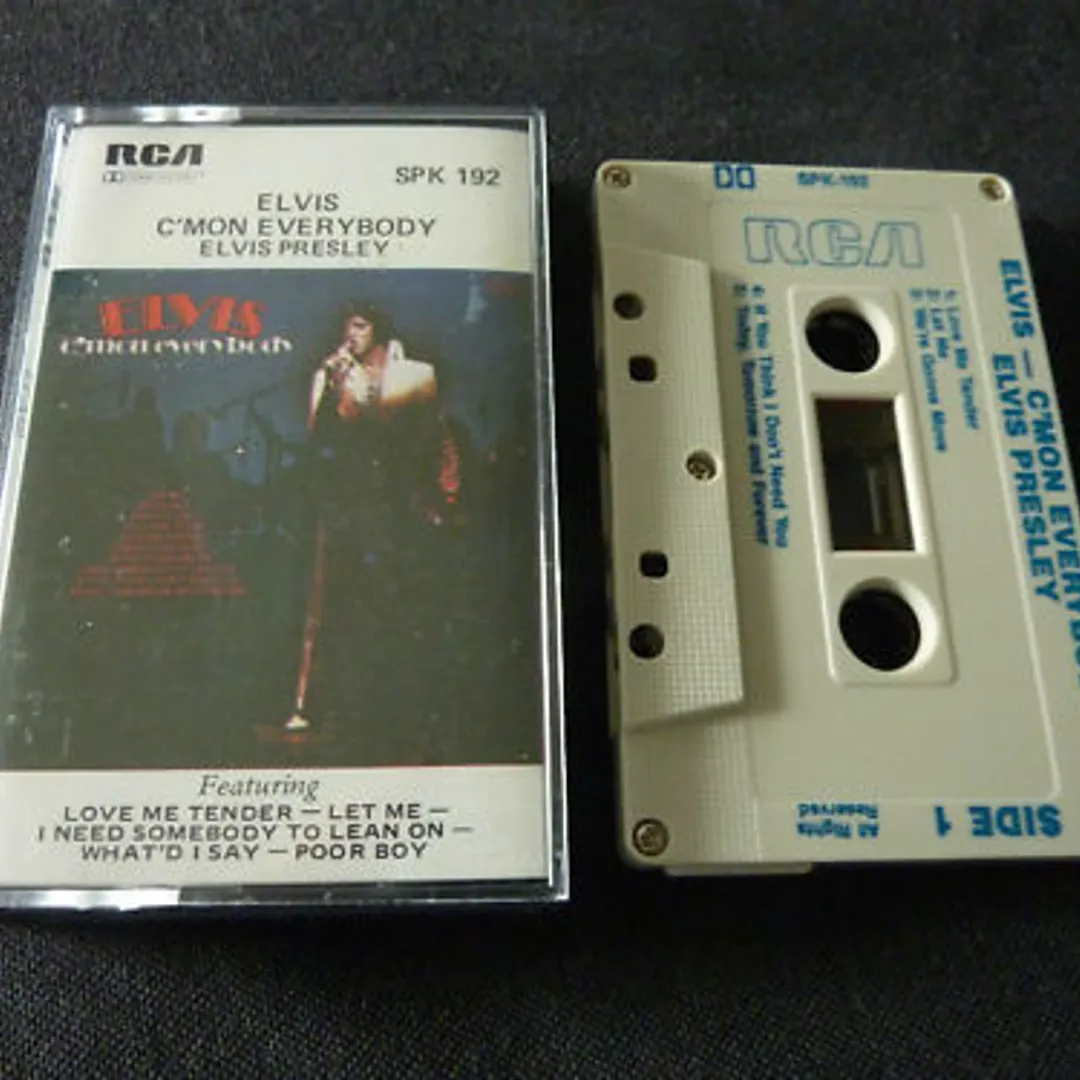 RCA
SPK 192
ELVIS
C'MON EVERYBODY
ELVIS PRESLEY
ELVIS
c'mon everybody
Featuring
LOVE ME TENDER — LET ME —
I NEED SOMEBODY TO LEAN ON —
WHAT'D I SAY — POOR BOY
SPK-192
RCA
ELVIS — C'MON EVERYBODY
ELVIS PRESLEY
1. Love Me Tender
2. Let Me
3. We're Gonna Move
4. If You Think I Don't Need You
5. Today, Tomorrow and Forever
SIDE 1
All Rights
Reserved